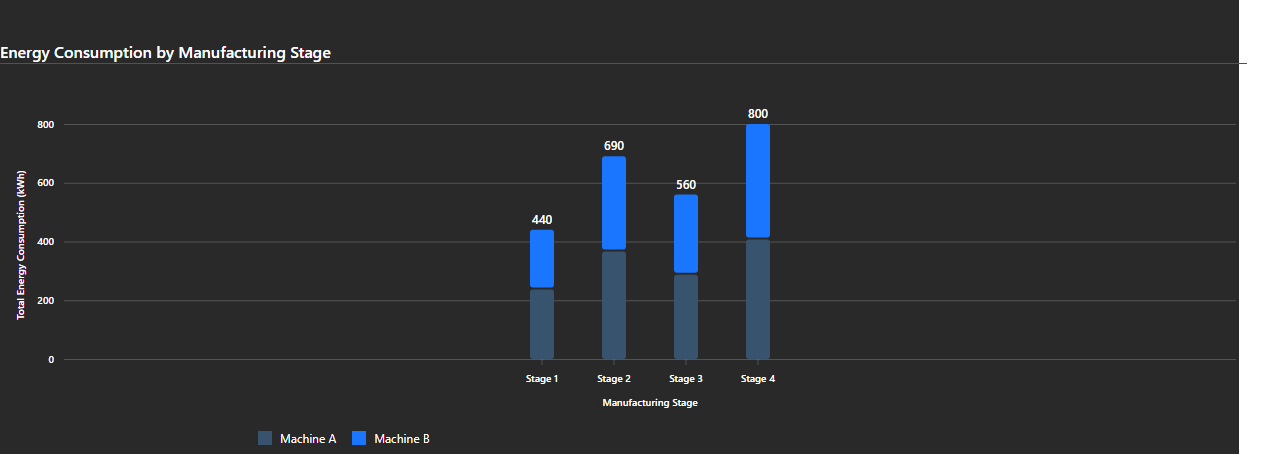 Energy Consumption by Manufacturing Stage
800
600
400
200
0
Total Energy Consumption (kWh)
440
690
560
800
Stage 1
Stage 2
Stage 3
Stage 4
Manufacturing Stage
Machine A
Machine B